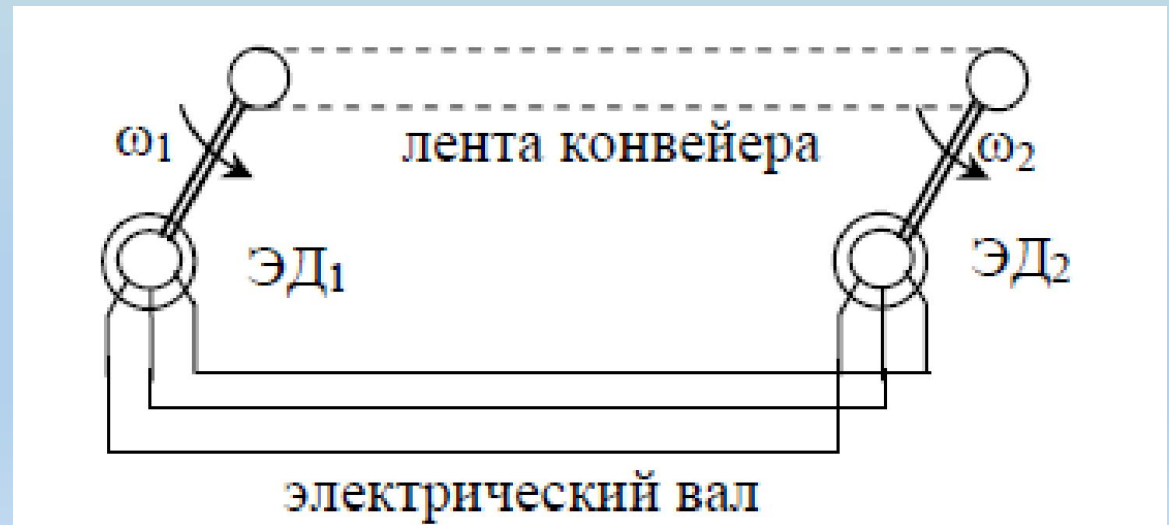 ω₁ лента конвейера ω₂
ЭД₁ ЭД₂
электрический вал